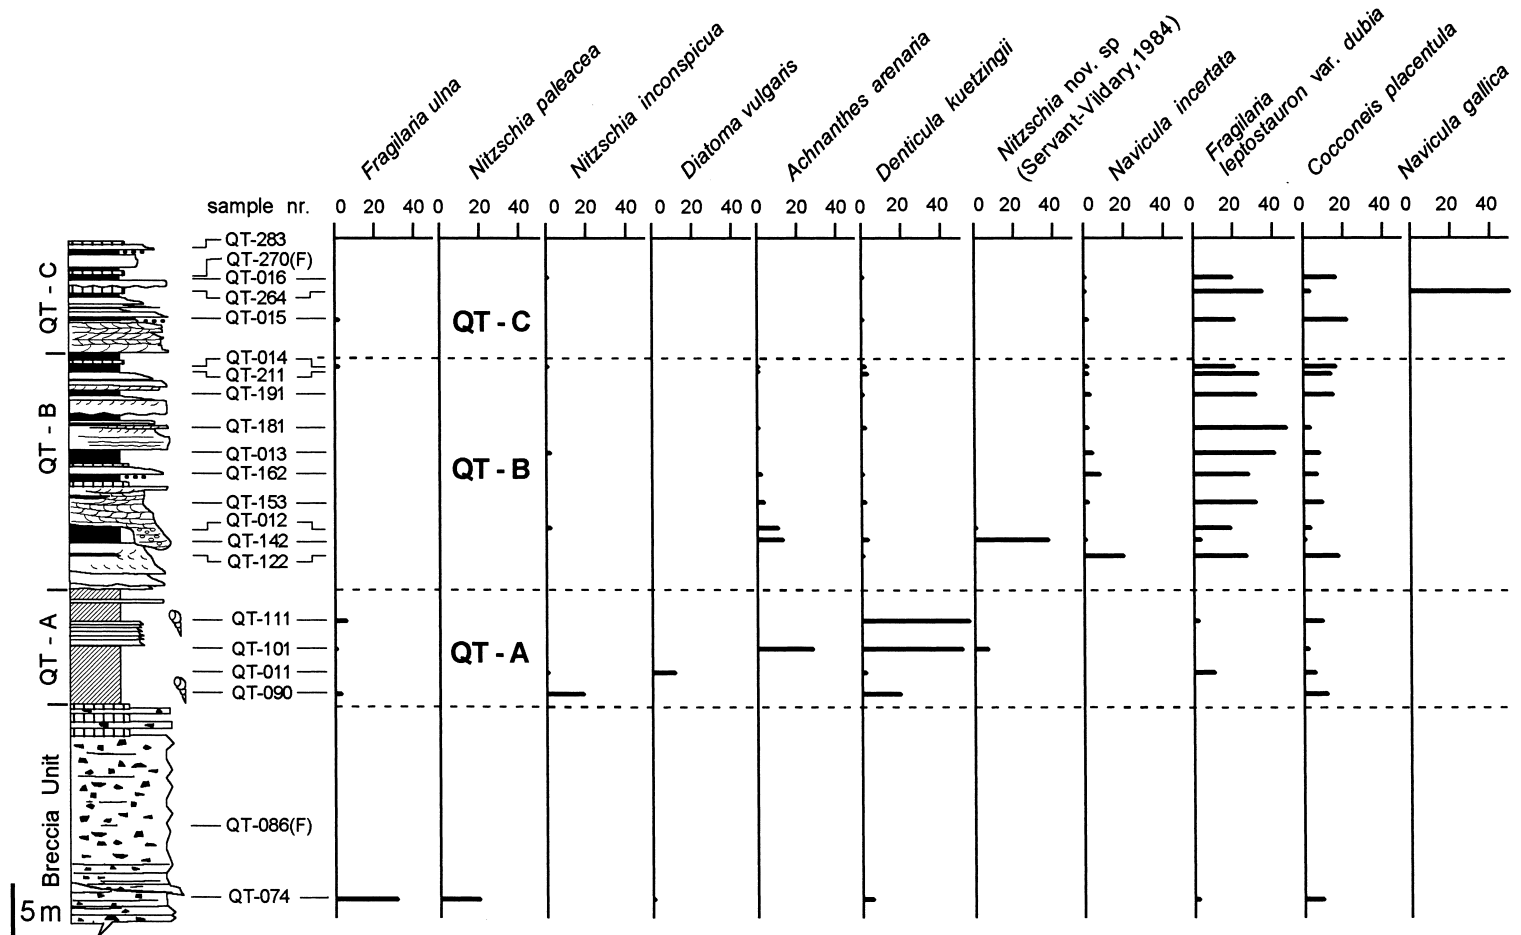 Fragilaria ulna
Nitzschia paleacea
Nitzschia inconspicua
Diatoma vulgaris
Achnanthes arenaria
Denticula kuetzingii
Nitzschia nov. sp
(Servant-Vildary, 1984)
Navicula incertata
Fragilaria
leptostauron var. dubia
Cocconeis placentula
Navicula gallica
sample nr. 0 20 40 0 20 40 0 20 40 0 20 40 0 20 40 0 20 40 0 20 40 0 20 40 0 20 40 0 20 40 0 20 40
QT-283
QT-270(F)
QT-016
QT-264
QT-015
QT-014
QT-211
QT-191
QT-181
QT-013
QT-162
QT-153
QT-012
QT-142
QT-122
QT-111
QT-101
QT-011
QT-090
QT-086(F)
QT-074
QT - C
QT - B
QT - A
Breccia Unit
QT - C
QT - B
QT - A
5 m